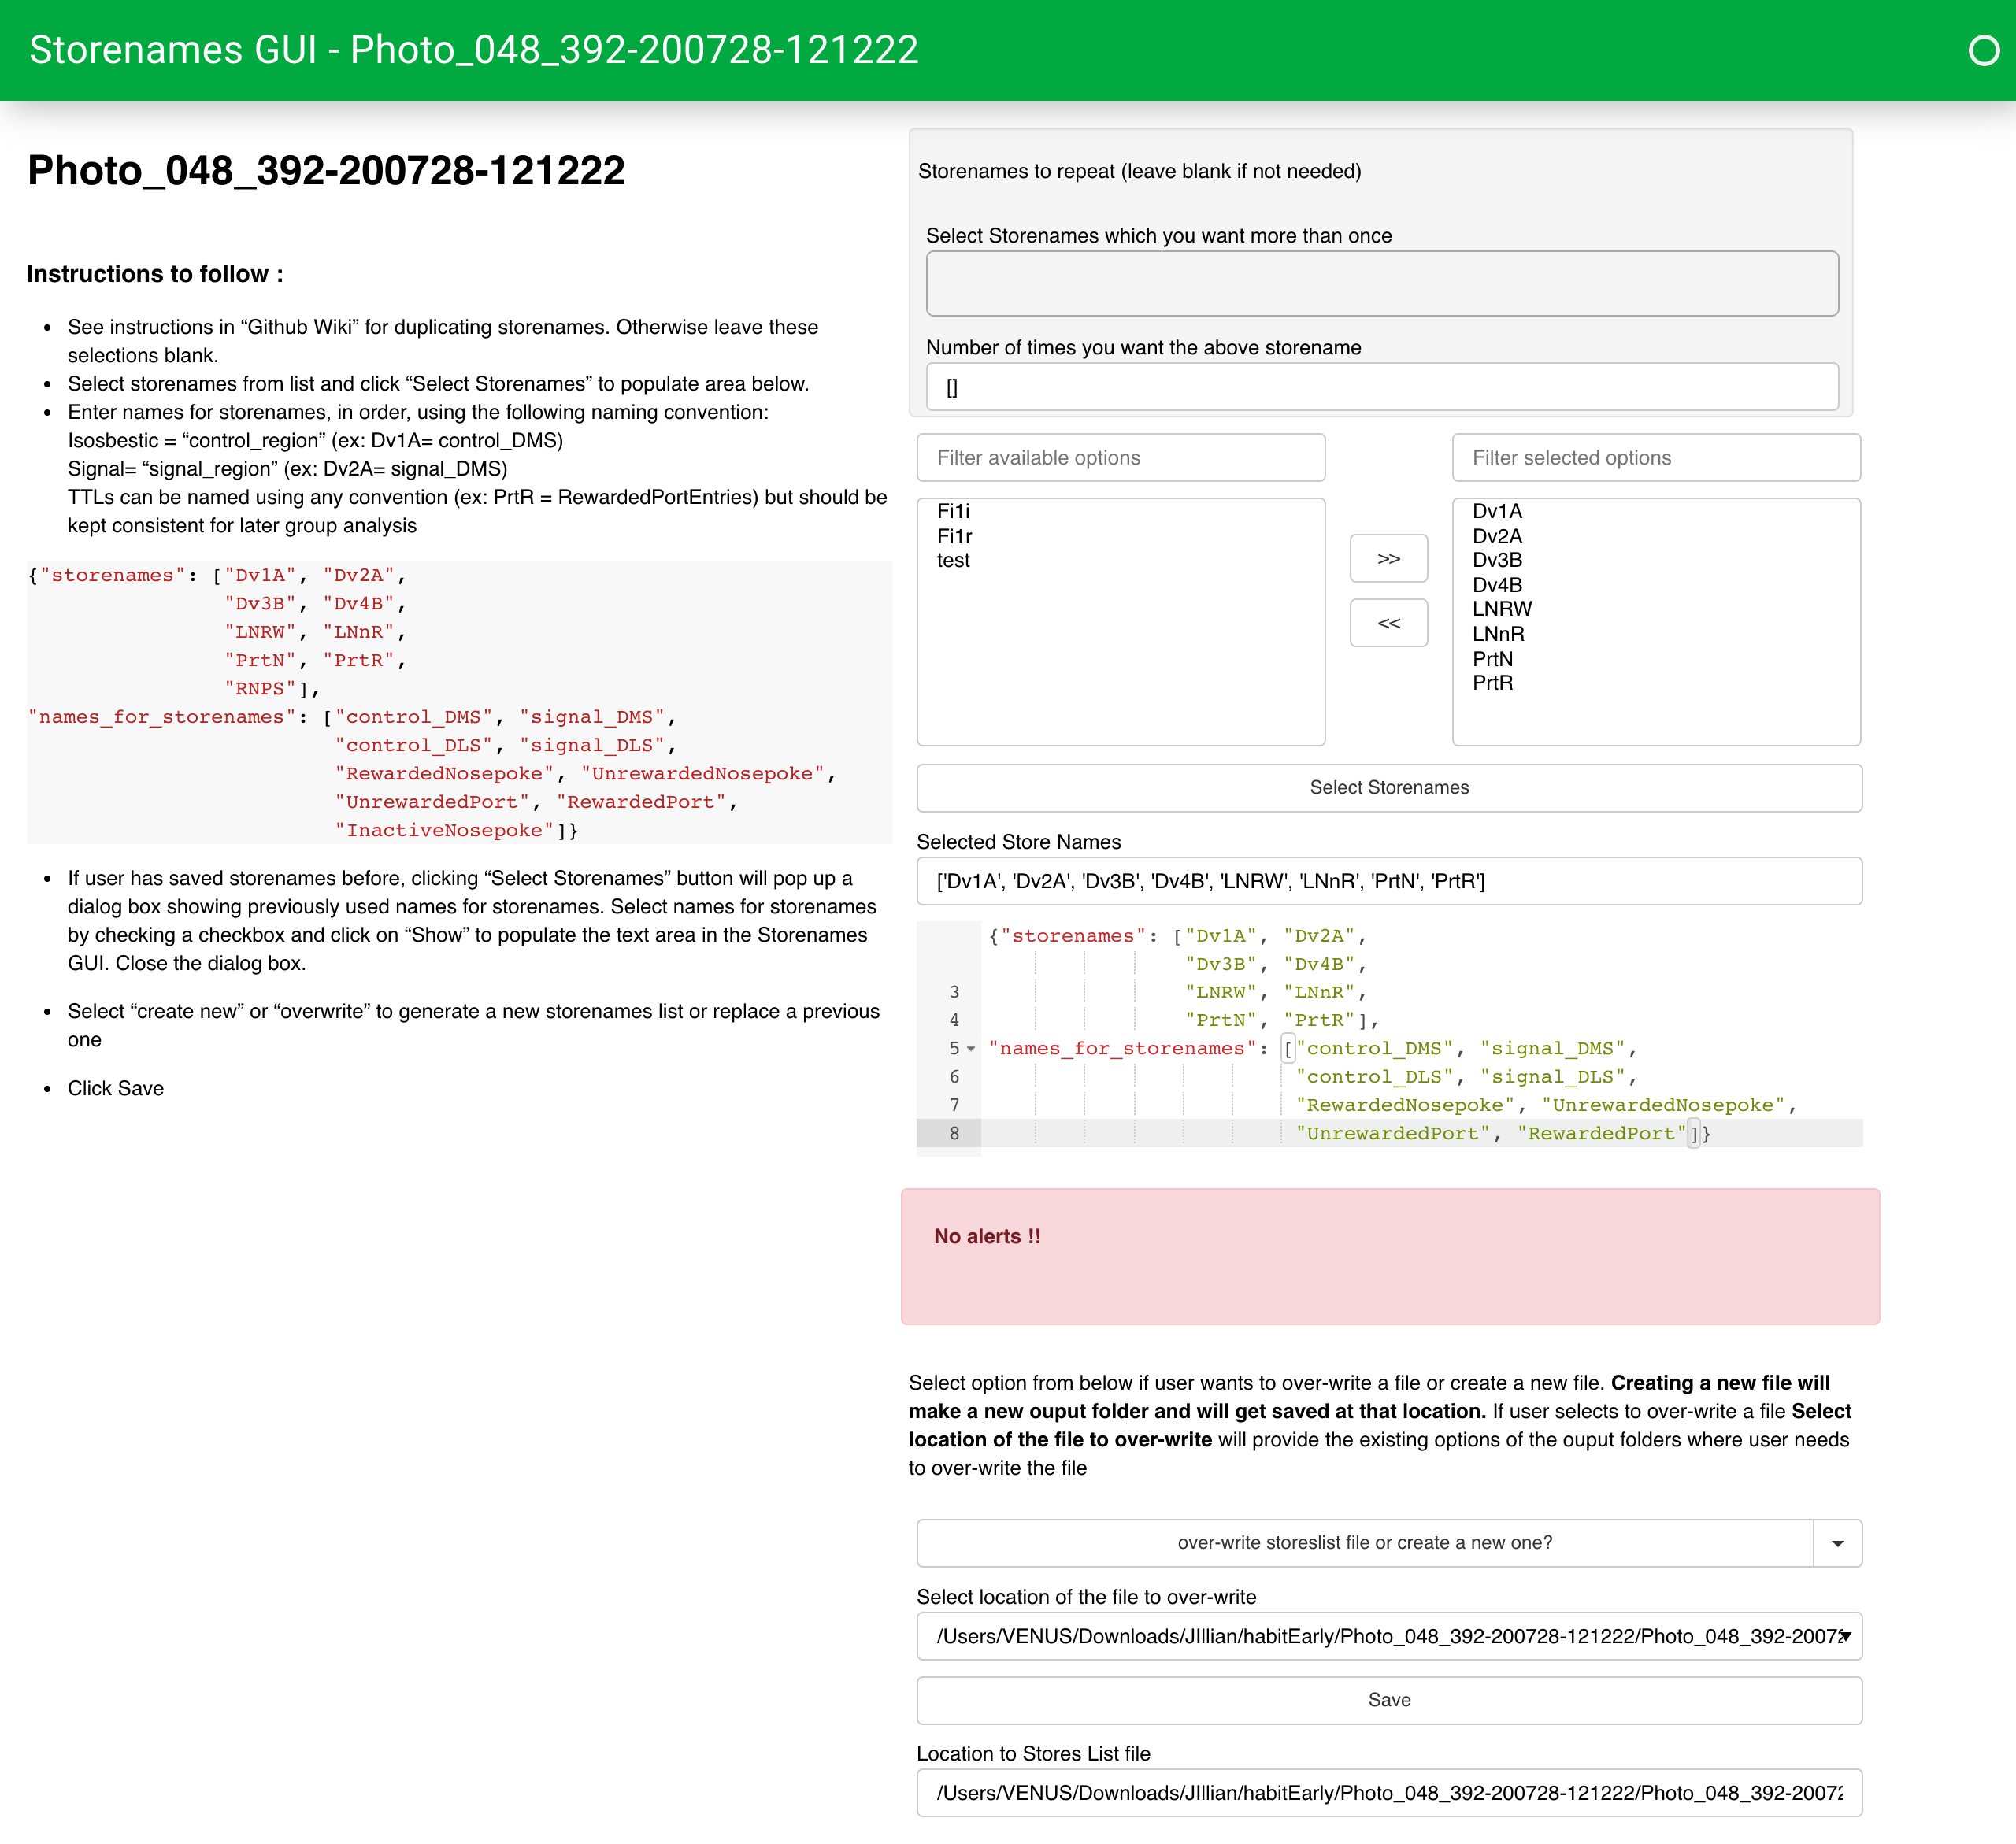 Storenames GUI - Photo_048_392-200728-121222
Photo_048_392-200728-121222
Instructions to follow :
• See instructions in “Github Wiki” for duplicating storenames. Otherwise leave these
selections blank.
• Select storenames from list and click “Select Storenames” to populate area below.
• Enter names for storenames, in order, using the following naming convention:
Isosbestic = “control_region” (ex: Dv1A= control_DMS)
Signal= “signal_region” (ex: Dv2A= signal_DMS)
TTLs can be named using any convention (ex: PrtR = RewardedPortEntries) but should be
kept consistent for later group analysis
{"storenames": ["Dv1A", "Dv2A",
"Dv3B", "Dv4B",
"LNRW", "LNnR",
"PrtN", "PrtR",
"RNPS"],
"names_for_storenames": ["control_DMS", "signal_DMS",
"control_DLS", "signal_DLS",
"RewardedNosepoke", "UnrewardedNosepoke",
"UnrewardedPort", "RewardedPort",
"InactiveNosepoke"]}
• If user has saved storenames before, clicking “Select Storenames” button will pop up a
dialog box showing previously used names for storenames. Select names for storenames
by checking a checkbox and click on “Show” to populate the text area in the Storenames
GUI. Close the dialog box.
• Select “create new” or “overwrite” to generate a new storenames list or replace a previous
one
• Click Save
Storenames to repeat (leave blank if not needed)
Select Storenames which you want more than once
Number of times you want the above storename
[]
Filter available options
Fi1i
Fi1r
test
>>
<<
Filter selected options
Dv1A
Dv2A
Dv3B
Dv4B
LNRW
LNnR
PrtN
PrtR
Select Storenames
Selected Store Names
['Dv1A', 'Dv2A', 'Dv3B', 'Dv4B', 'LNRW', 'LNnR', 'PrtN', 'PrtR']
{"storenames": ["Dv1A", "Dv2A",
"Dv3B", "Dv4B",
3 "LNRW", "LNnR",
4 "PrtN", "PrtR"],
5 "names_for_storenames": ["control_DMS", "signal_DMS",
6 "control_DLS", "signal_DLS",
7 "RewardedNosepoke", "UnrewardedNosepoke",
8 "UnrewardedPort", "RewardedPort"]}
No alerts !!
Select option from below if user wants to over-write a file or create a new file. Creating a new file will
make a new ouput folder and will get saved at that location. If user selects to over-write a file Select
location of the file to over-write will provide the existing options of the ouput folders where user needs
to over-write the file
over-write storeslist file or create a new one?
Select location of the file to over-write
/Users/VENUS/Downloads/JIllian/habitEarly/Photo_048_392-200728-121222/Photo_048_392-2007
Save
Location to Stores List file
/Users/VENUS/Downloads/JIllian/habitEarly/Photo_048_392-200728-121222/Photo_048_392-2007